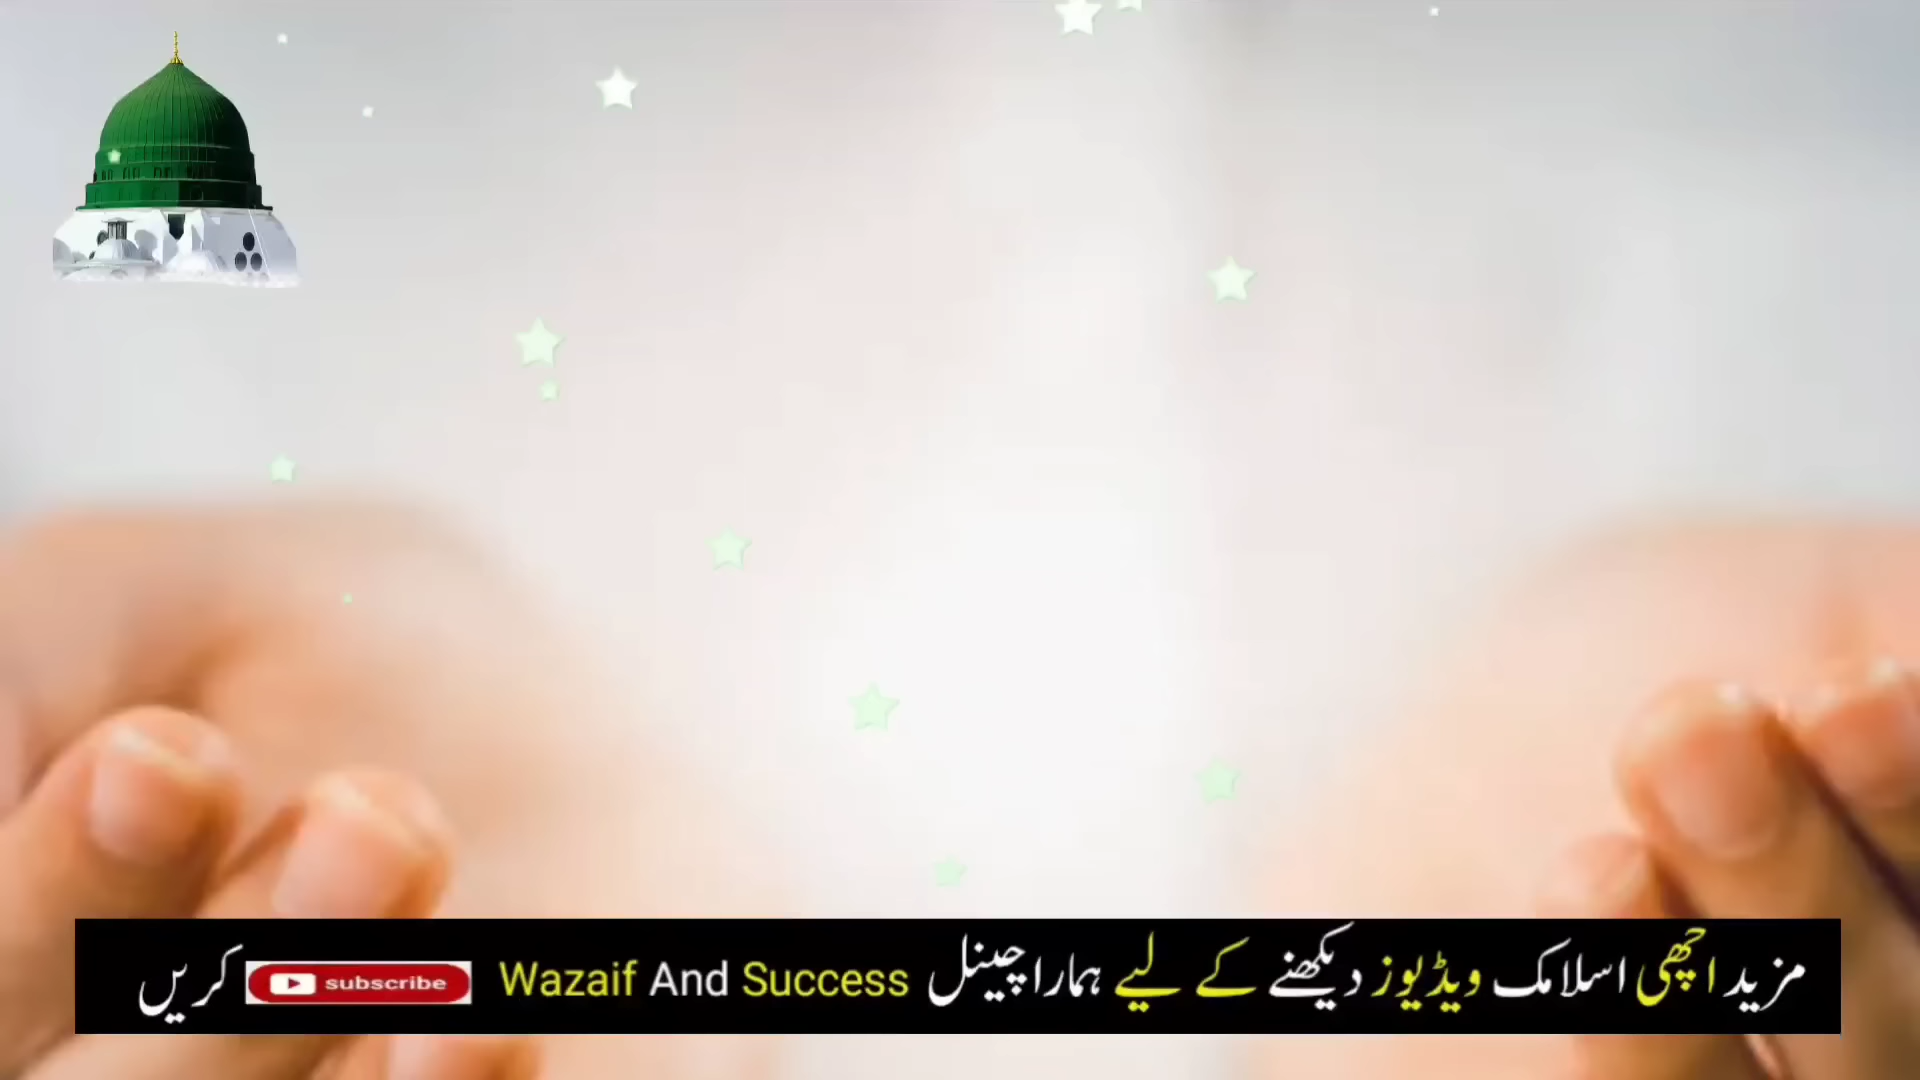 مزید اچھی اسلامک ویڈیوز دیکھنے کے لیے ہمارا چینل Wazaif And Success subscribe کریں